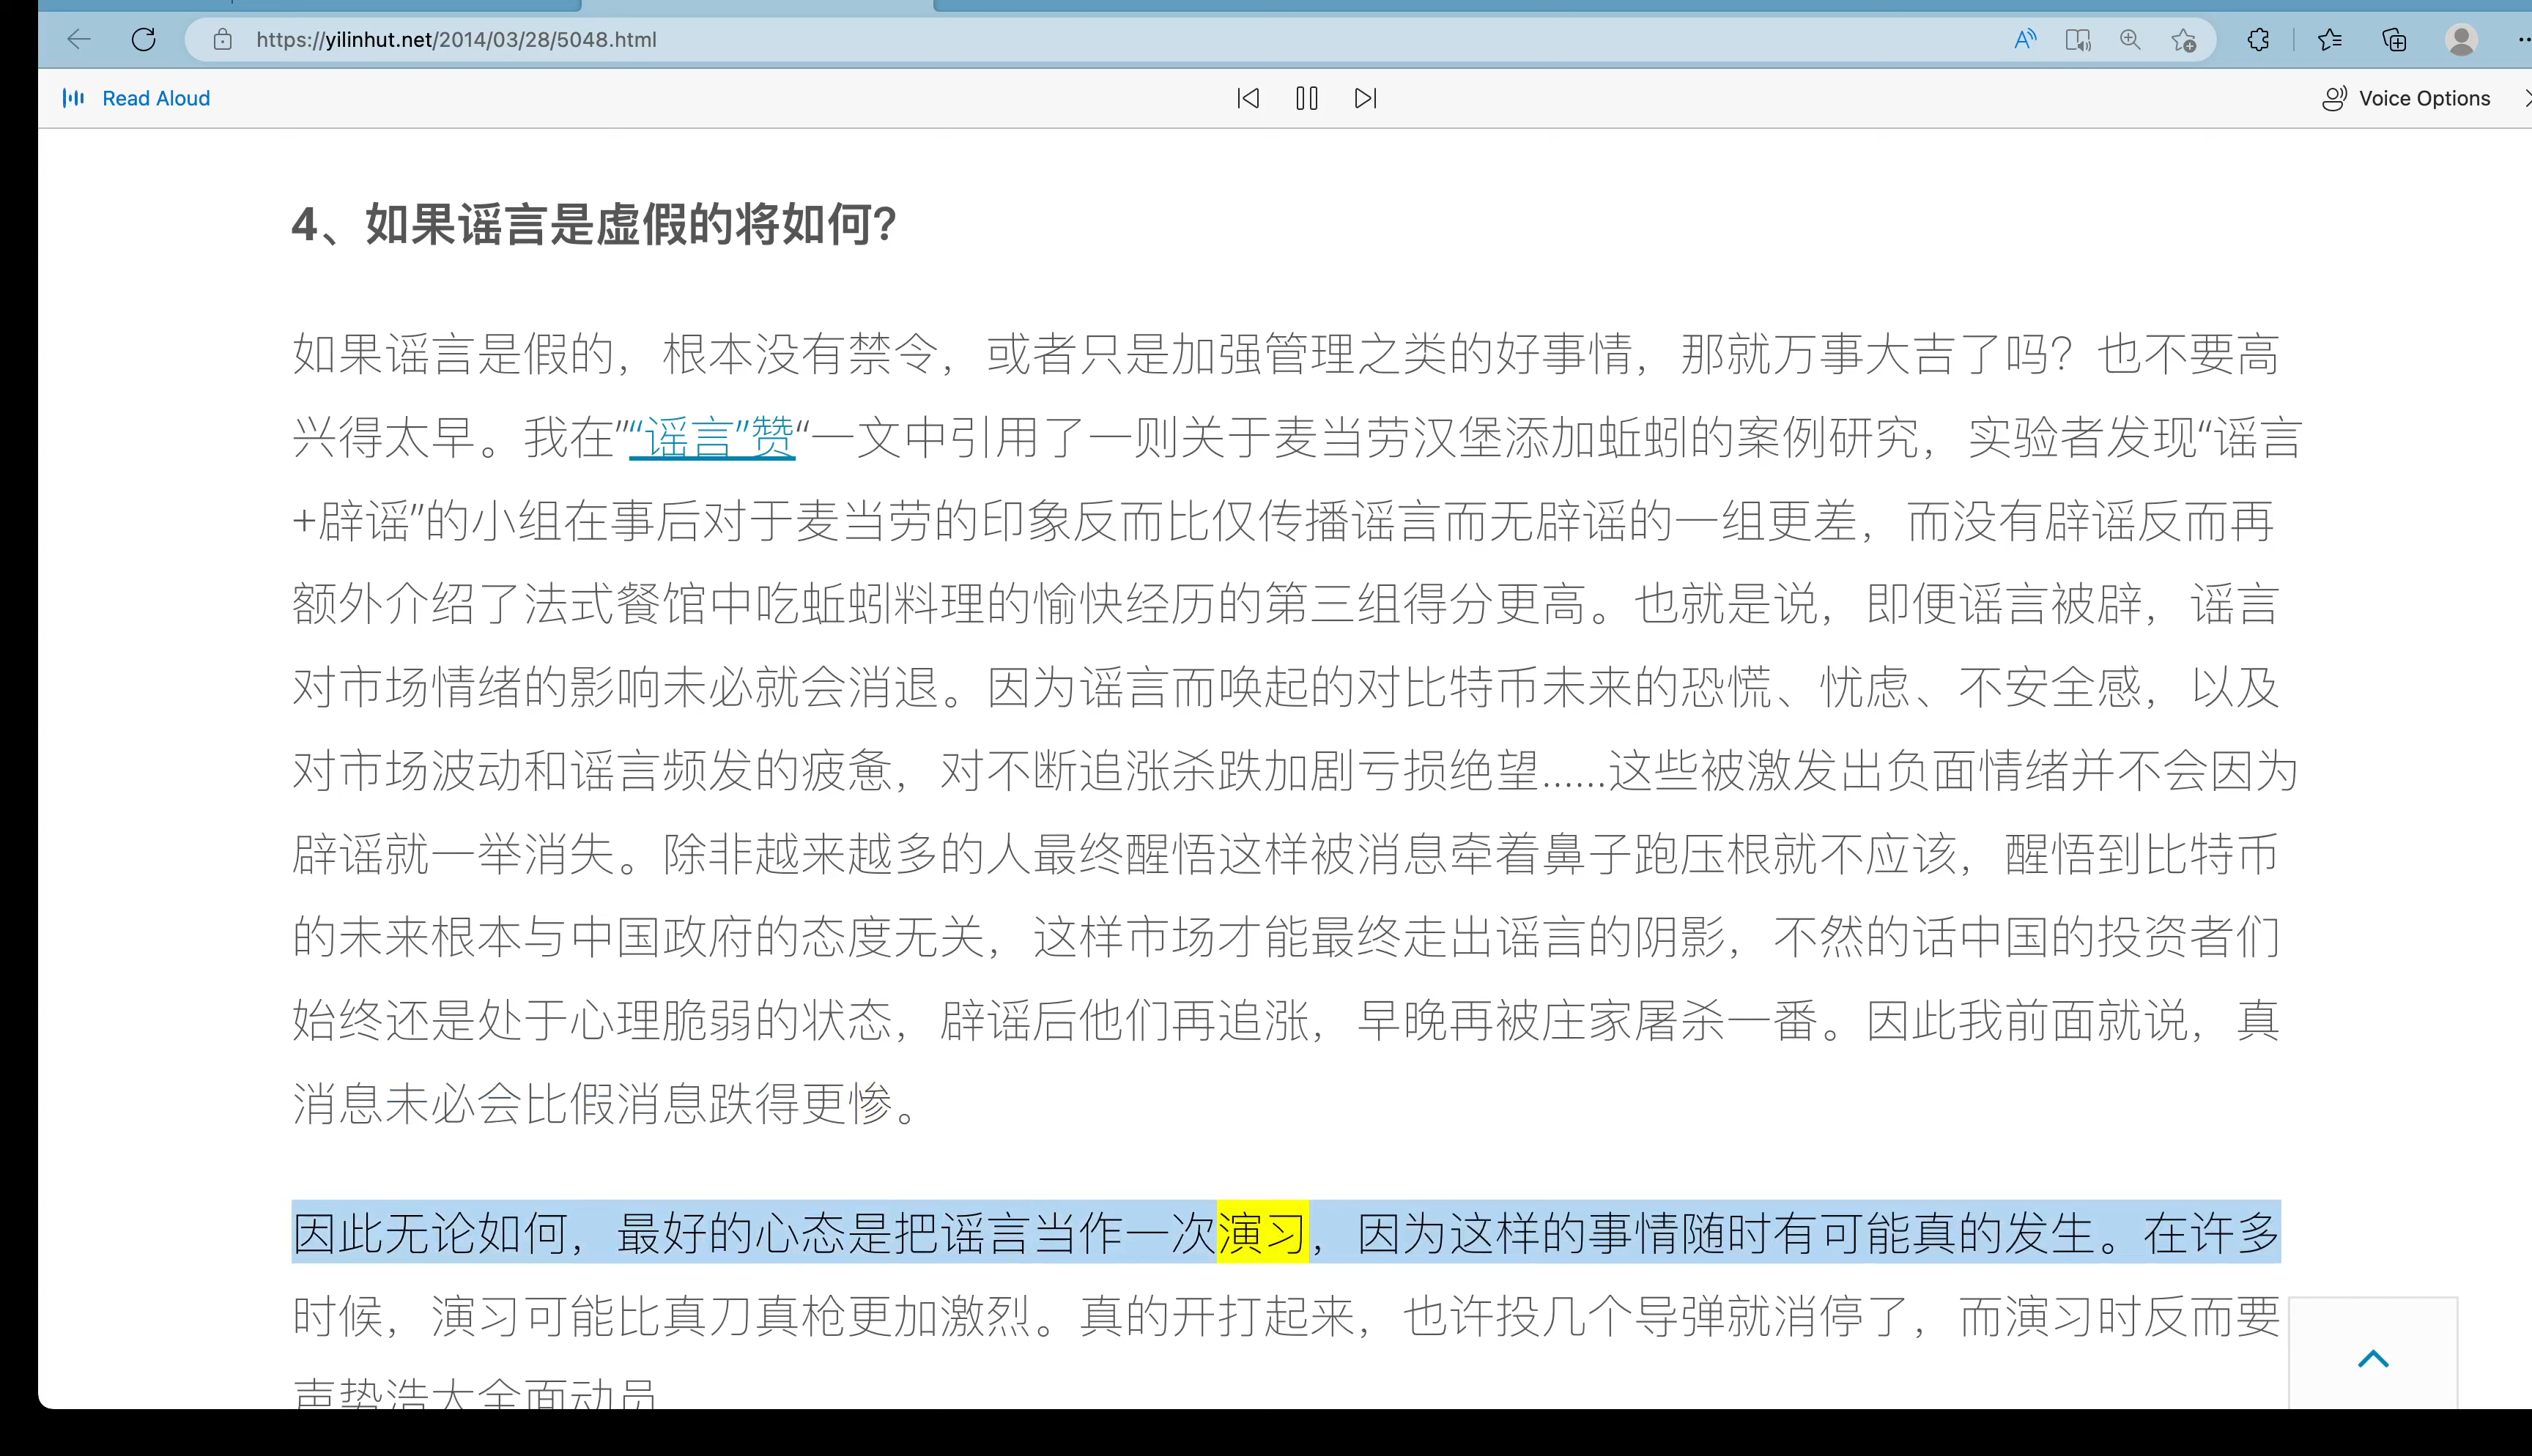 https://yilinhut.net/2014/03/28/5048.html
Read Aloud
Voice Options
4、如果谣言是虚假的将如何?
如果谣言是假的，根本没有禁令，或者只是加强管理之类的好事情，那就万事大吉了吗？也不要高
兴得太早。我在”“谣言”赞“一文中引用了一则关于麦当劳汉堡添加蚯蚓的案例研究，实验者发现“谣言
+辟谣”的小组在事后对于麦当劳的印象反而比仅传播谣言而无辟谣的一组更差，而没有辟谣反而再
额外介绍了法式餐馆中吃蚯蚓料理的愉快经历的第三组得分更高。也就是说，即便谣言被辟，谣言
对市场情绪的影响未必就会消退。因为谣言而唤起的对比特币未来的恐慌、忧虑、不安全感，以及
对市场波动和谣言频发的疲惫，对不断追涨杀跌加剧亏损绝望……这些被激发出负面情绪并不会因为
辟谣就一举消失。除非越来越多的人最终醒悟这样被消息牵着鼻子跑压根就不应该，醒悟到比特币
的未来根本与中国政府的态度无关，这样市场才能最终走出谣言的阴影，不然的话中国的投资者们
始终还是处于心理脆弱的状态，辟谣后他们再追涨，早晚再被庄家屠杀一番。因此我前面就说，真
消息未必会比假消息跌得更惨。
因此无论如何，最好的心态是把谣言当作一次演习，因为这样的事情随时有可能真的发生。在许多
时候，演习可能比真刀真枪更加激烈。真的开打起来，也许投几个导弹就消停了，而演习时反而要
声势浩大全面动员